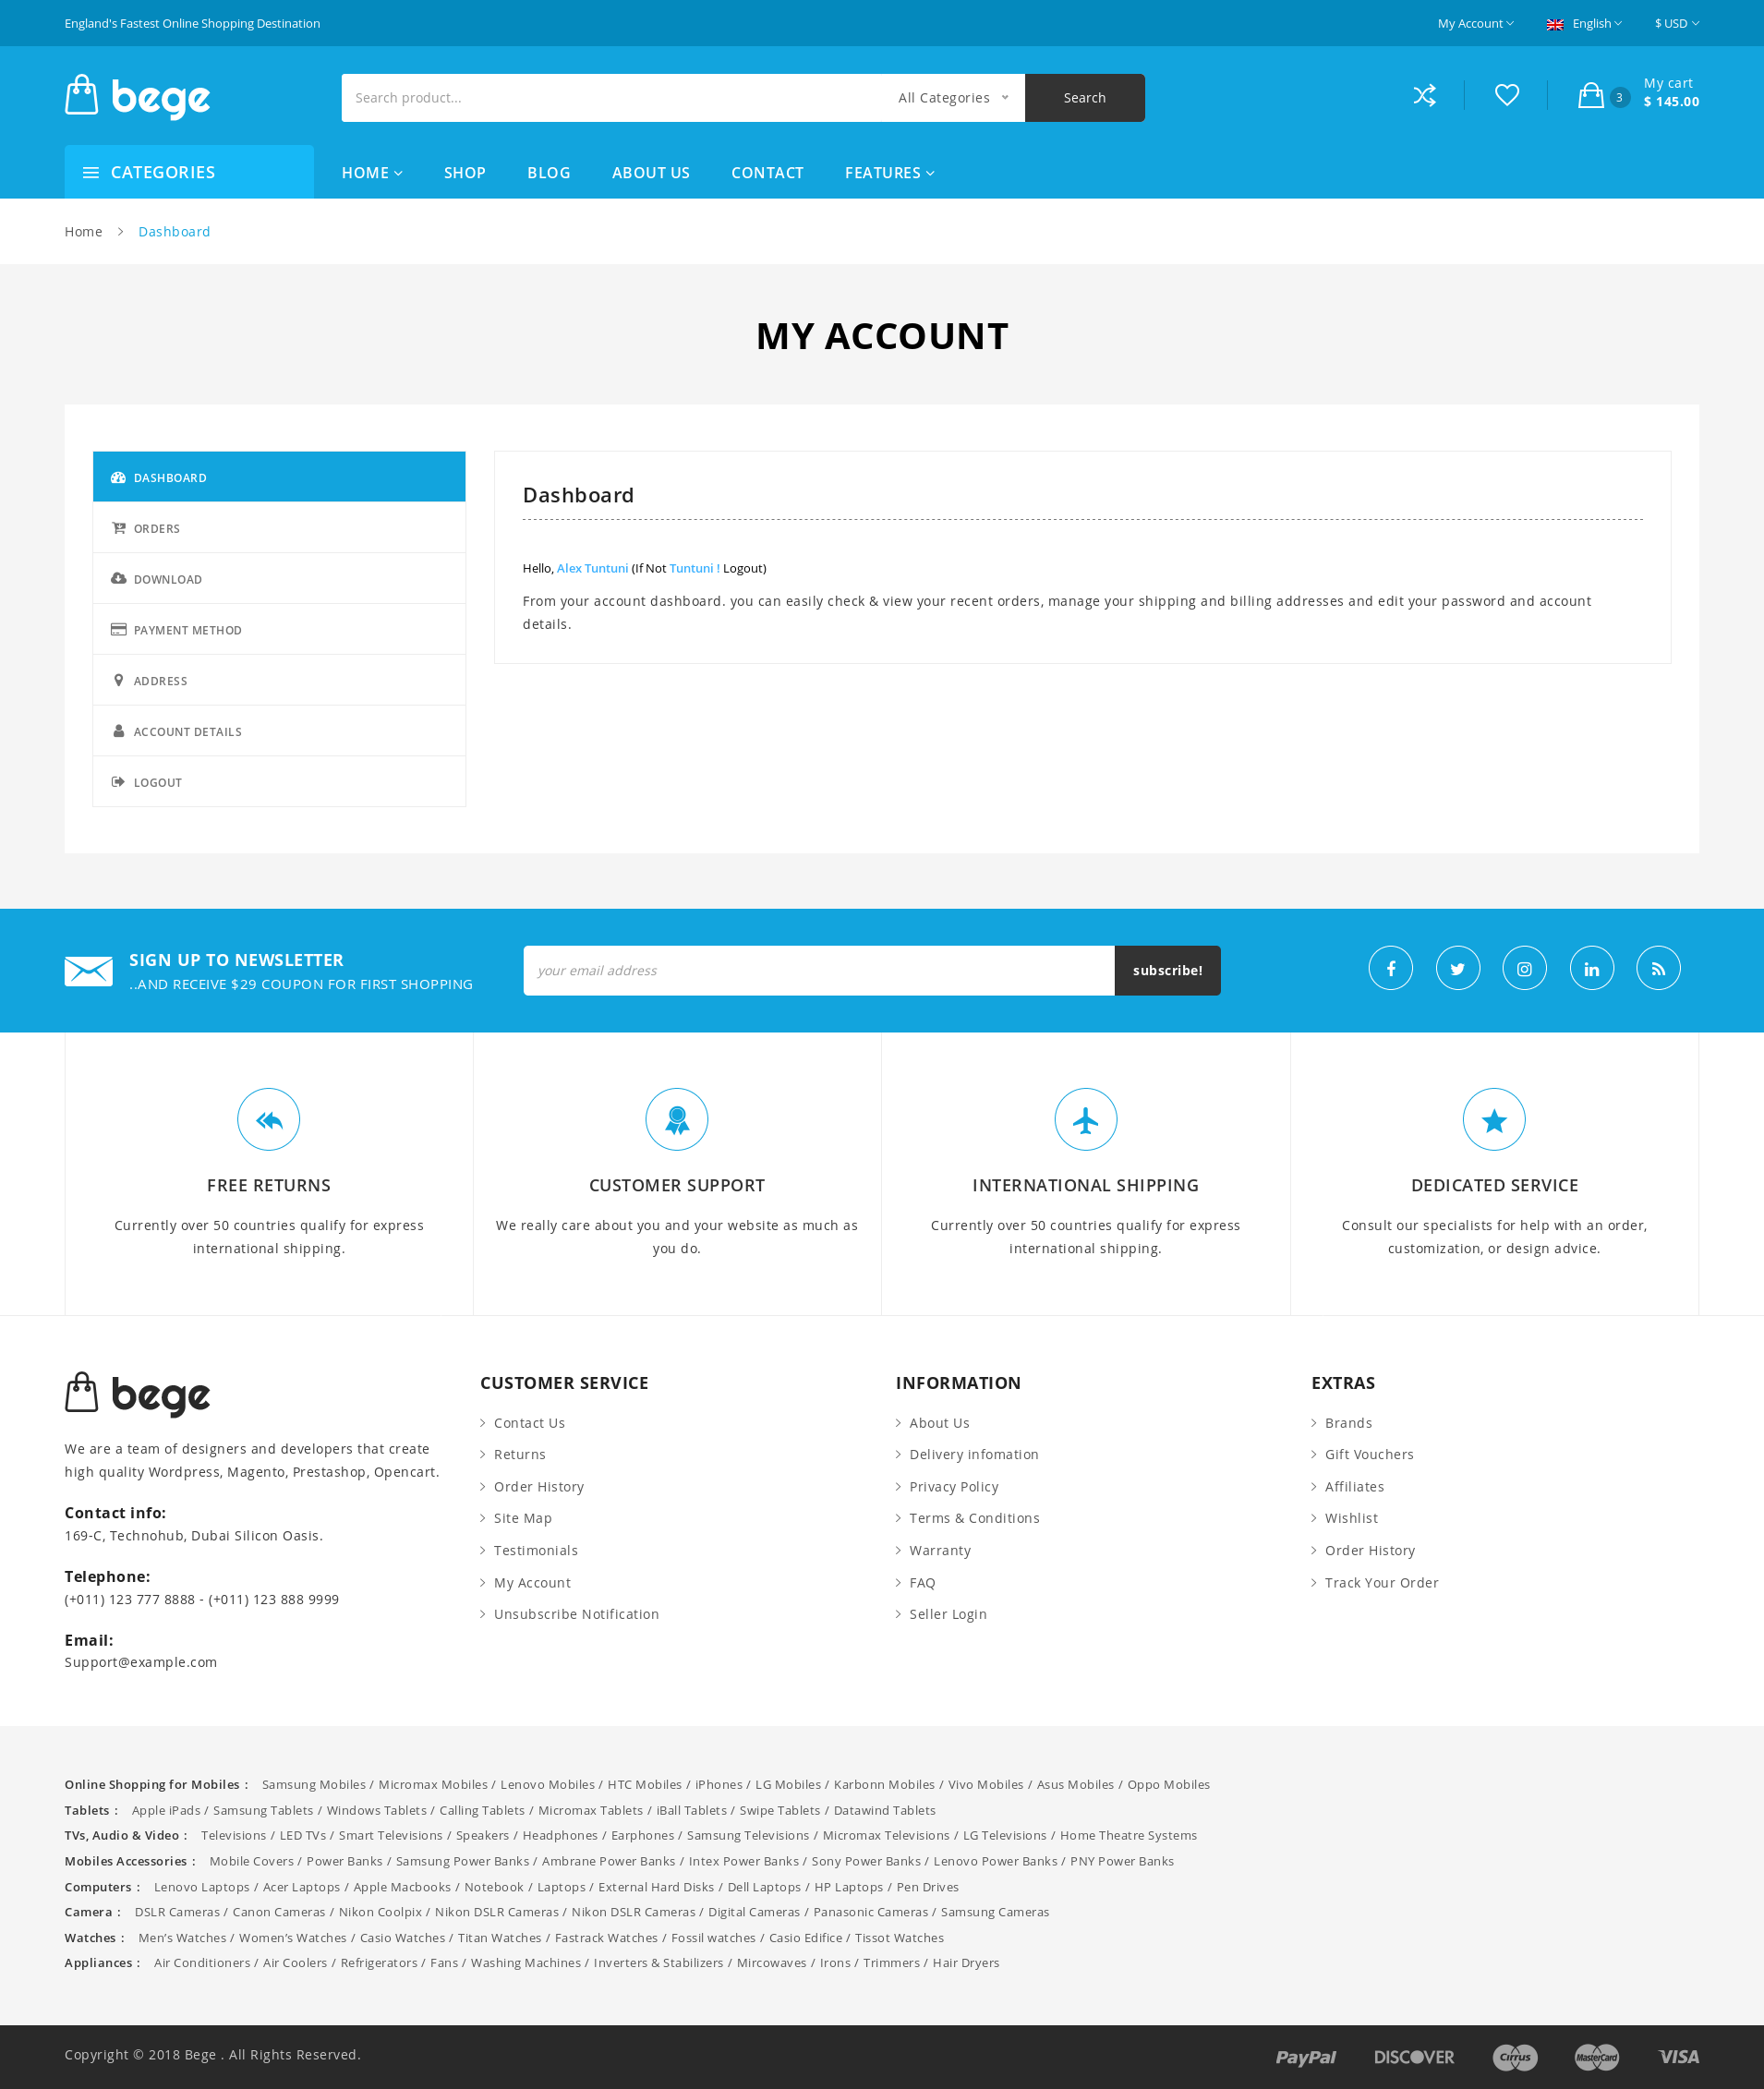 England's Fastest Online Shopping Destination
My Account English $ USD
bege
Search product... All Categories Search
3 My cart
$ 145.00
CATEGORIES HOME SHOP BLOG ABOUT US CONTACT FEATURES
Home Dashboard
MY ACCOUNT
DASHBOARD
ORDERS
DOWNLOAD
PAYMENT METHOD
ADDRESS
ACCOUNT DETAILS
LOGOUT
Dashboard
Hello, Alex Tuntuni (If Not Tuntuni ! Logout)
From your account dashboard. you can easily check & view your recent orders, manage your shipping and billing addresses and edit your password and account
details.
SIGN UP TO NEWSLETTER
..AND RECEIVE $29 COUPON FOR FIRST SHOPPING
your email address subscribe!
FREE RETURNS
Currently over 50 countries qualify for express
international shipping.
CUSTOMER SUPPORT
We really care about you and your website as much as
you do.
INTERNATIONAL SHIPPING
Currently over 50 countries qualify for express
international shipping.
DEDICATED SERVICE
Consult our specialists for help with an order,
customization, or design advice.
bege
We are a team of designers and developers that create
high quality Wordpress, Magento, Prestashop, Opencart.
Contact info:
169-C, Technohub, Dubai Silicon Oasis.
Telephone:
(+011) 123 777 8888 - (+011) 123 888 9999
Email:
Support@example.com
CUSTOMER SERVICE
Contact Us
Returns
Order History
Site Map
Testimonials
My Account
Unsubscribe Notification
INFORMATION
About Us
Delivery infomation
Privacy Policy
Terms & Conditions
Warranty
FAQ
Seller Login
EXTRAS
Brands
Gift Vouchers
Affiliates
Wishlist
Order History
Track Your Order
Online Shopping for Mobiles : Samsung Mobiles / Micromax Mobiles / Lenovo Mobiles / HTC Mobiles / iPhones / LG Mobiles / Karbonn Mobiles / Vivo Mobiles / Asus Mobiles / Oppo Mobiles
Tablets : Apple iPads / Samsung Tablets / Windows Tablets / Calling Tablets / Micromax Tablets / iBall Tablets / Swipe Tablets / Datawind Tablets
TVs, Audio & Video : Televisions / LED TVs / Smart Televisions / Speakers / Headphones / Earphones / Samsung Televisions / Micromax Televisions / LG Televisions / Home Theatre Systems
Mobiles Accessories : Mobile Covers / Power Banks / Samsung Power Banks / Ambrane Power Banks / Intex Power Banks / Sony Power Banks / Lenovo Power Banks / PNY Power Banks
Computers : Lenovo Laptops / Acer Laptops / Apple Macbooks / Notebook / Laptops / External Hard Disks / Dell Laptops / HP Laptops / Pen Drives
Camera : DSLR Cameras / Canon Cameras / Nikon Coolpix / Nikon DSLR Cameras / Nikon DSLR Cameras / Digital Cameras / Panasonic Cameras / Samsung Cameras
Watches : Men’s Watches / Women’s Watches / Casio Watches / Titan Watches / Fastrack Watches / Fossil watches / Casio Edifice / Tissot Watches
Appliances : Air Conditioners / Air Coolers / Refrigerators / Fans / Washing Machines / Inverters & Stabilizers / Mircowaves / Irons / Trimmers / Hair Dryers
Copyright © 2018 Bege . All Rights Reserved.
PayPal DISCOVER Cirrus MasterCard VISA